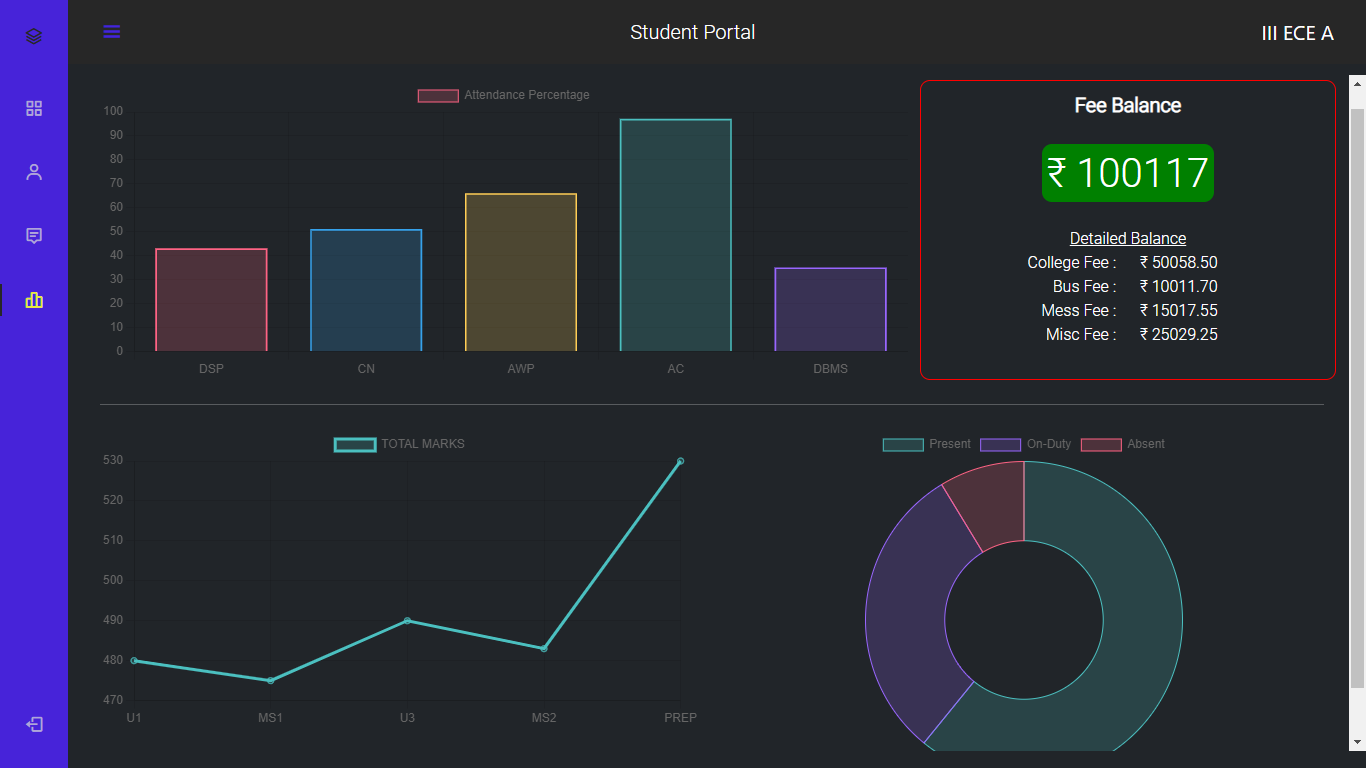 Student Portal
III ECE A
Attendance Percentage
100
90
80
70
60
50
40
30
20
10
0
DSP CN AWP AC DBMS
Fee Balance
₹ 100117
Detailed Balance
College Fee : ₹ 50058.50
Bus Fee : ₹ 10011.70
Mess Fee : ₹ 15017.55
Misc Fee : ₹ 25029.25
TOTAL MARKS
530
520
510
500
490
480
470
U1 MS1 U3 MS2 PREP
Present On-Duty Absent